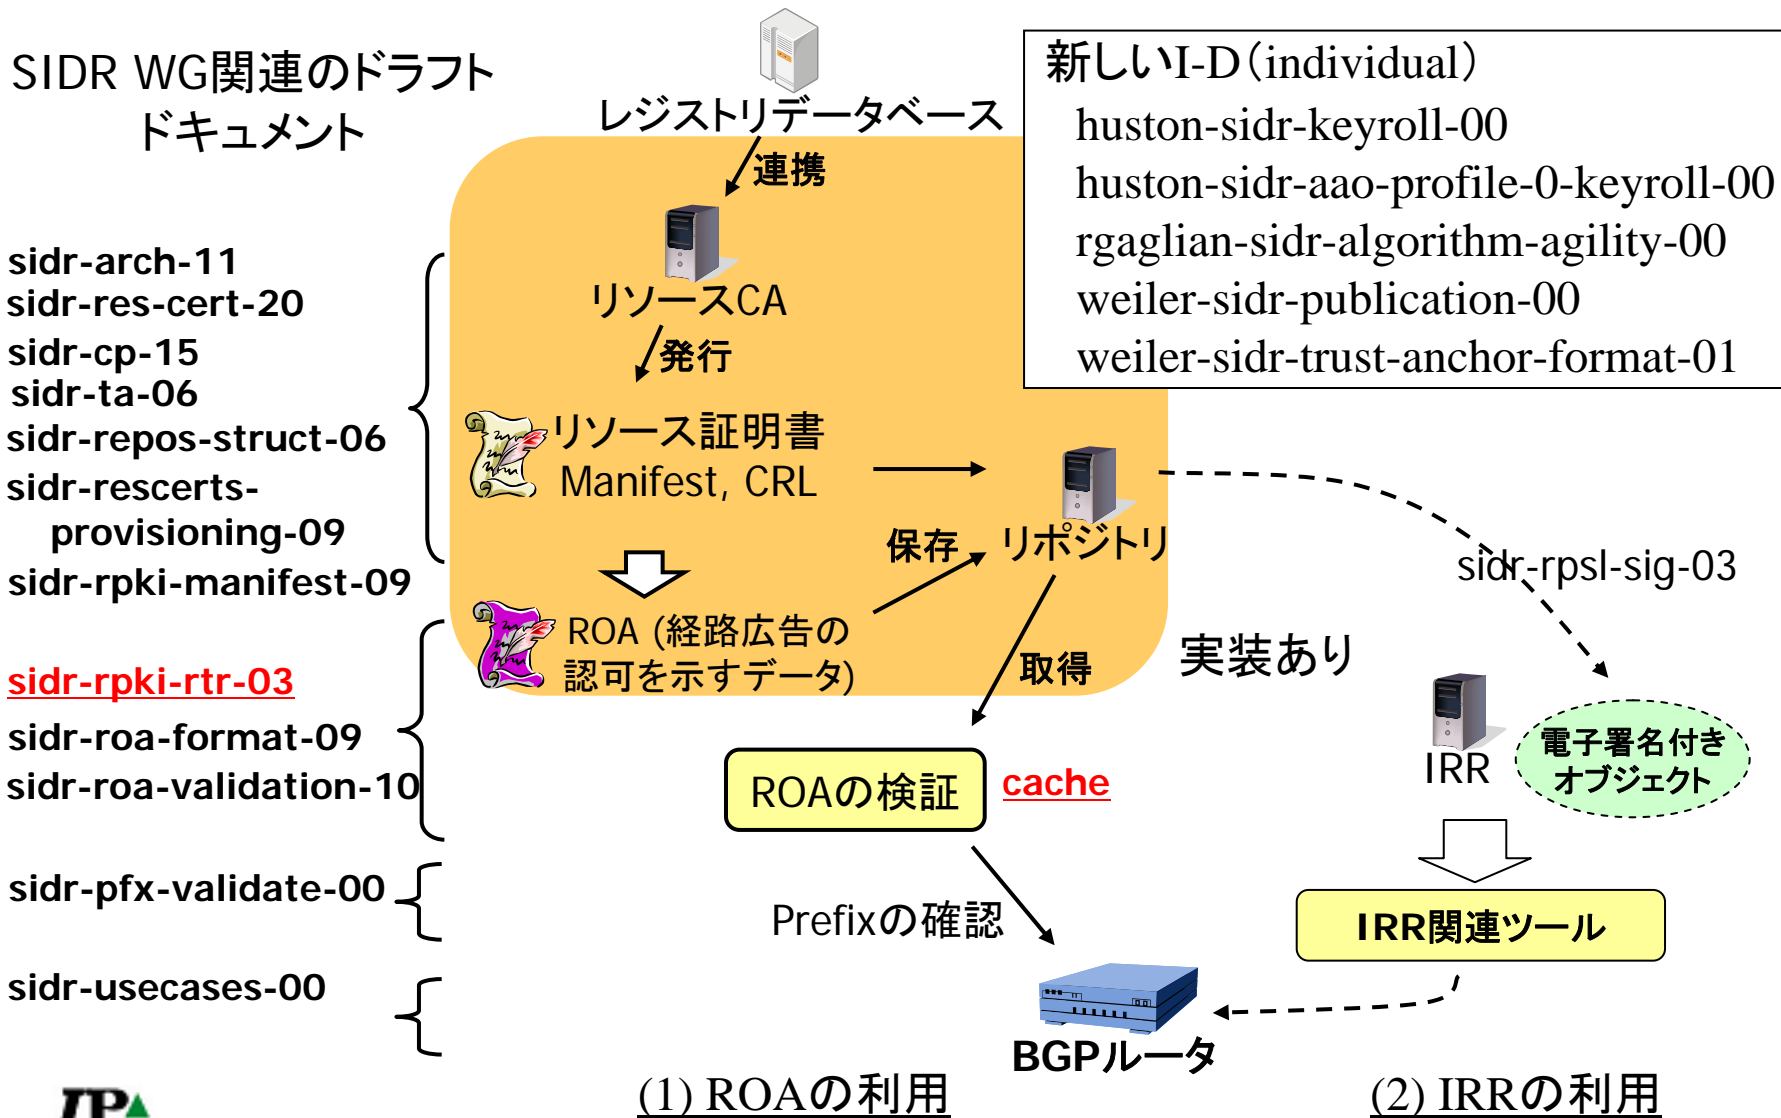 SIDR WG関連のドラフト
ドキュメント
レジストリデータベース
連携
新しいI-D（individual）
huston-sidr-keyroll-00
huston-sidr-aao-profile-0-keyroll-00
rgaglian-sidr-algorithm-agility-00
weiler-sidr-publication-00
weiler-sidr-trust-anchor-format-01
sidr-arch-11
sidr-res-cert-20
sidr-cp-15
sidr-ta-06
sidr-repos-struct-06
sidr-rescerts-
provisioning-09
sidr-rpki-manifest-09
sidr-rpki-rtr-03
sidr-roa-format-09
sidr-roa-validation-10
sidr-pfx-validate-00
sidr-usecases-00
リソースCA
発行
リソース証明書
Manifest, CRL
保存
リポジトリ
ROA (経路広告の
認可を示すデータ)
取得
実装あり
sidr-rpsl-sig-03
ROAの検証
cache
IRR
電子署名付き
オブジェクト
Prefixの確認
IRR関連ツール
BGPルータ
(1) ROAの利用
(2) IRRの利用